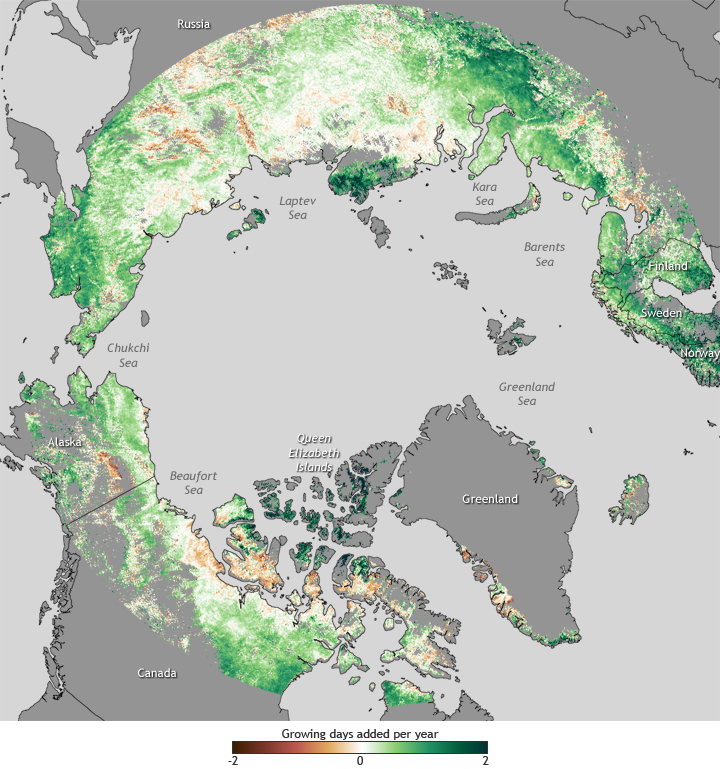 Russia
Laptev
Sea
Kara
Sea
Barents
Sea
Finland
Sweden
Norway
Chukchi
Sea
Greenland
Sea
Alaska
Queen
Elizabeth
Islands
Beaufort
Sea
Greenland
Canada
Growing days added per year
-2 0 2